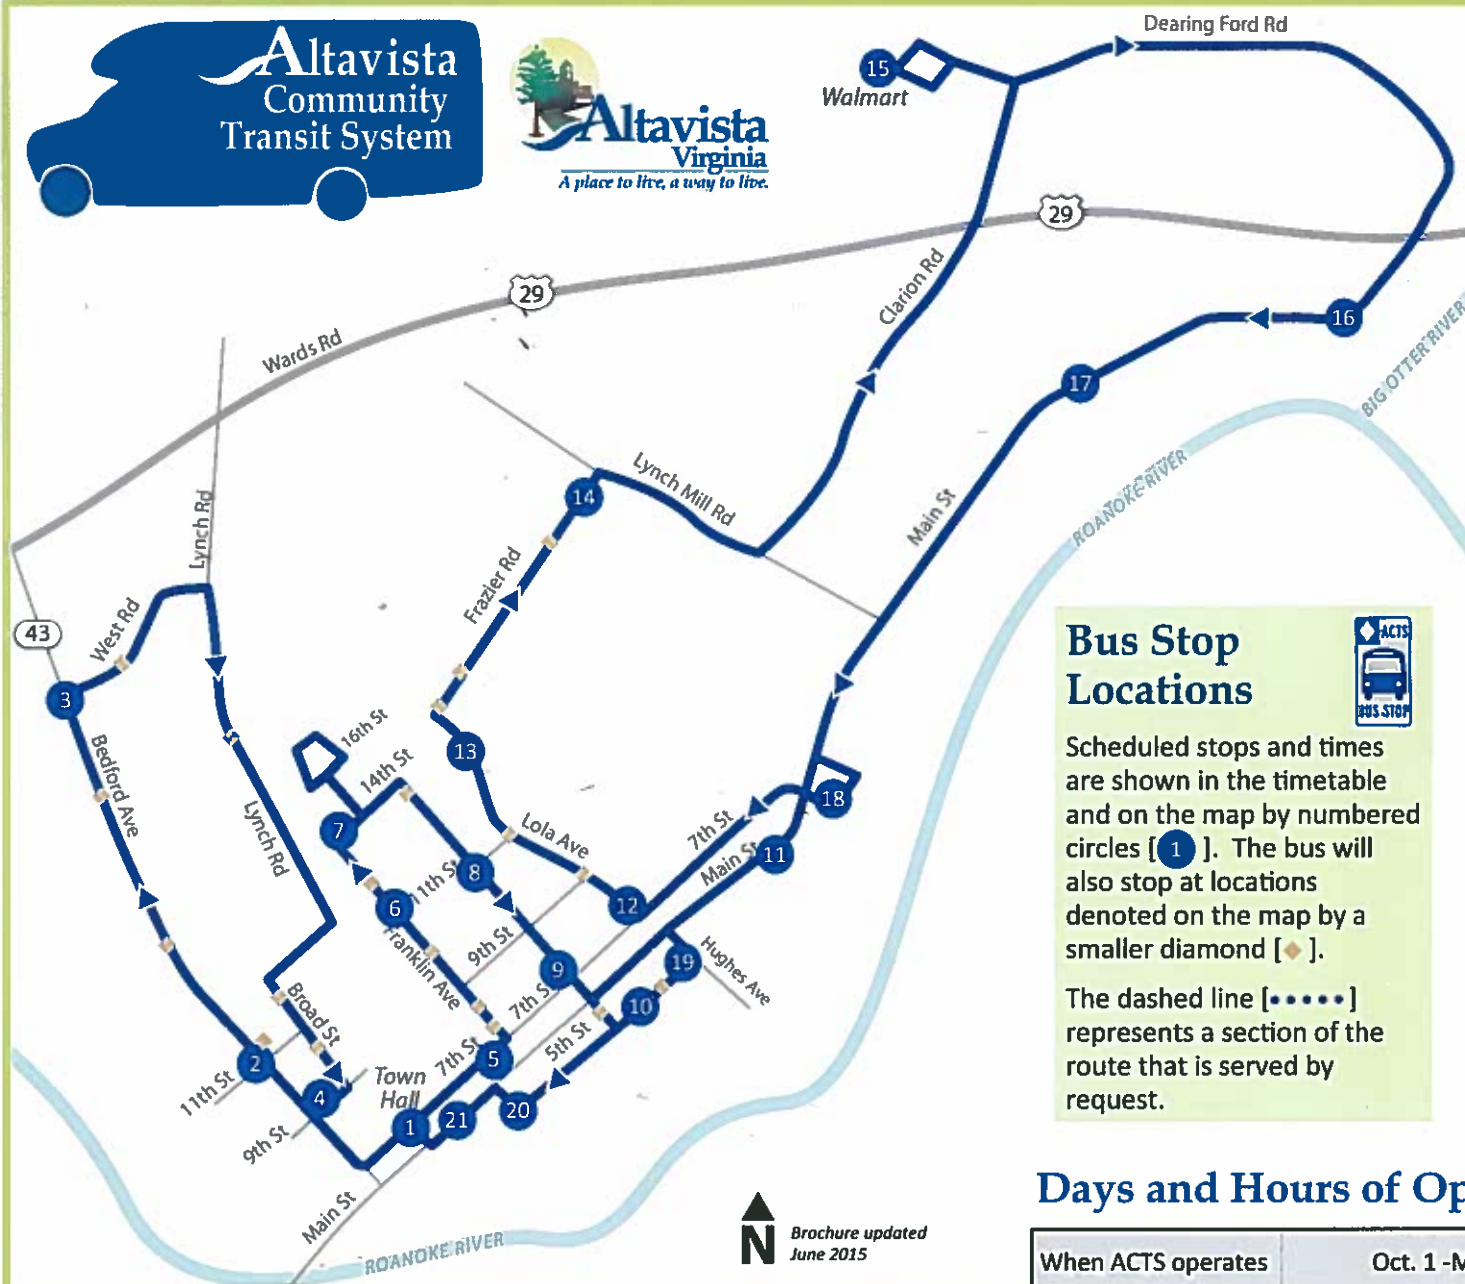 Altavista
Community
Transit System
Altavista
Virginia
A place to live, a way to live.
Dearing Ford Rd
15
Walmart
29
29
Clarion Rd
Wards Rd
16
BIG OTTER RIVER
17
Lynch Mill Rd
14
Main St
ROANOKE RIVER
Lynch Rd
Frazier Rd
43
West Rd
3
Bedford Ave
16th St
14th St
13
7
Lynch Rd
Lola Ave
18
7th St
Main St
11
11th St
8
12
6
Franklin Ave
9th St
9
19
Hughes Ave
7th St
10
5th St
Broad St
2
7th St
5
11th St
4
Town
Hall
1
21
20
9th St
Main St
ROANOKE RIVER
N
Brochure updated
June 2015
Bus Stop
Locations
ACTS
BUS STOP
Scheduled stops and times
are shown in the timetable
and on the map by numbered
circles [ 1 ]. The bus will
also stop at locations
denoted on the map by a
smaller diamond [ ].
The dashed line [•••••]
represents a section of the
route that is served by
request.
Days and Hours of Op
When ACTS operates
Oct. 1 -M